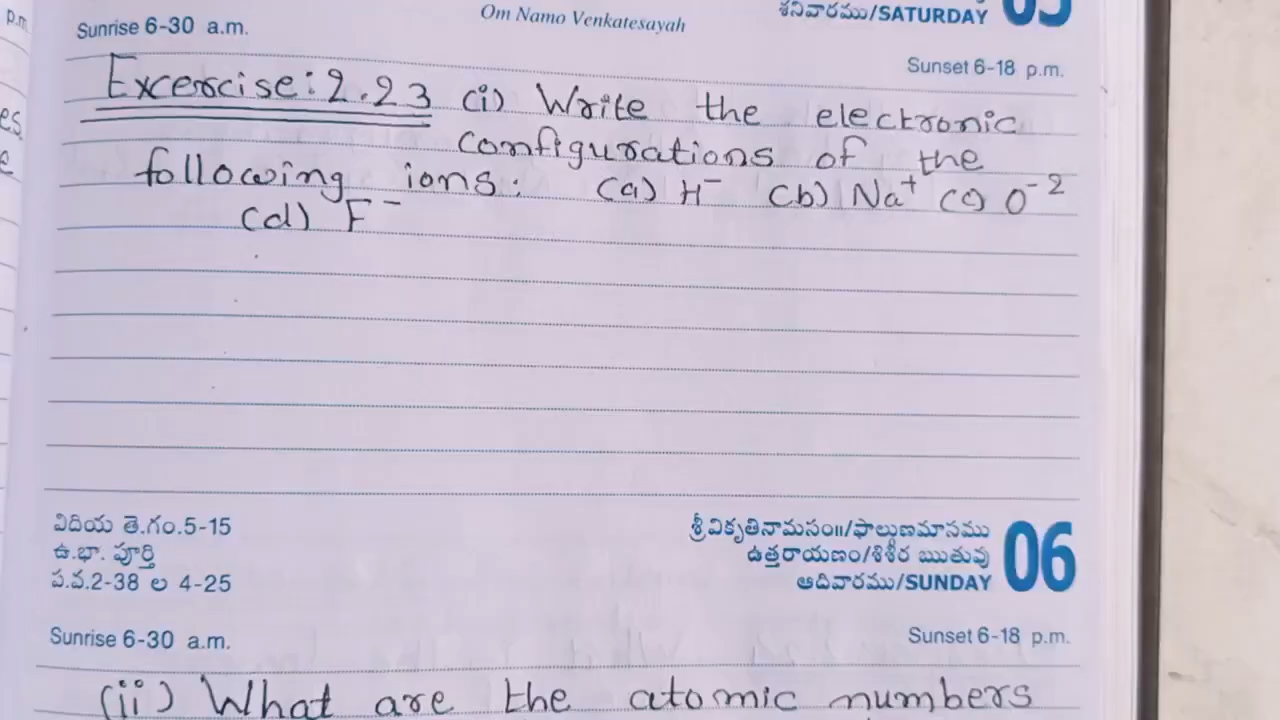 p.m
Om Namo Venkatesayah
శనివారము/SATURDAY
Sunrise 6-30 a.m.
Sunset 6-18 p.m.
Excercise: 2.23 (i) Write the electronic
es
configurations of the
e
following ions: (a) H⁻ (b) Na⁺ (c) O⁻²
(d) F⁻
విదియ తె.గం.5-15
ఉ.భా. పూర్తి
ప.వ.2-38 ల 4-25
శ్రీ వికృతినామసం॥/ఫాల్గుణమాసము
ఉత్తరాయణం/శిశిర ఋతువు
ఆదివారము/SUNDAY
06
Sunrise 6-30 a.m.
Sunset 6-18 p.m.
(ii) What are the atomic numbers